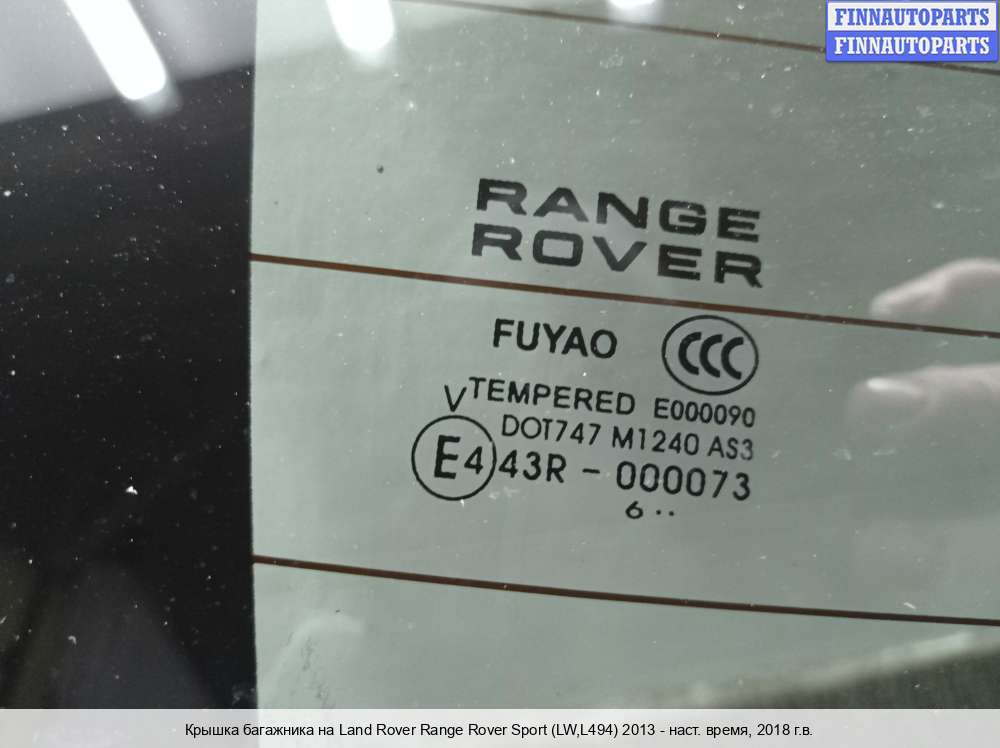 FINNAUTOPARTS
FINNAUTOPARTS
RANGE
ROVER
FUYAO CCC
V TEMPERED E000090
DOT747 M1240 AS3
E4 43R - 000073
6 ··
Крышка багажника на Land Rover Range Rover Sport (LW,L494) 2013 - наст. время, 2018 г.в.